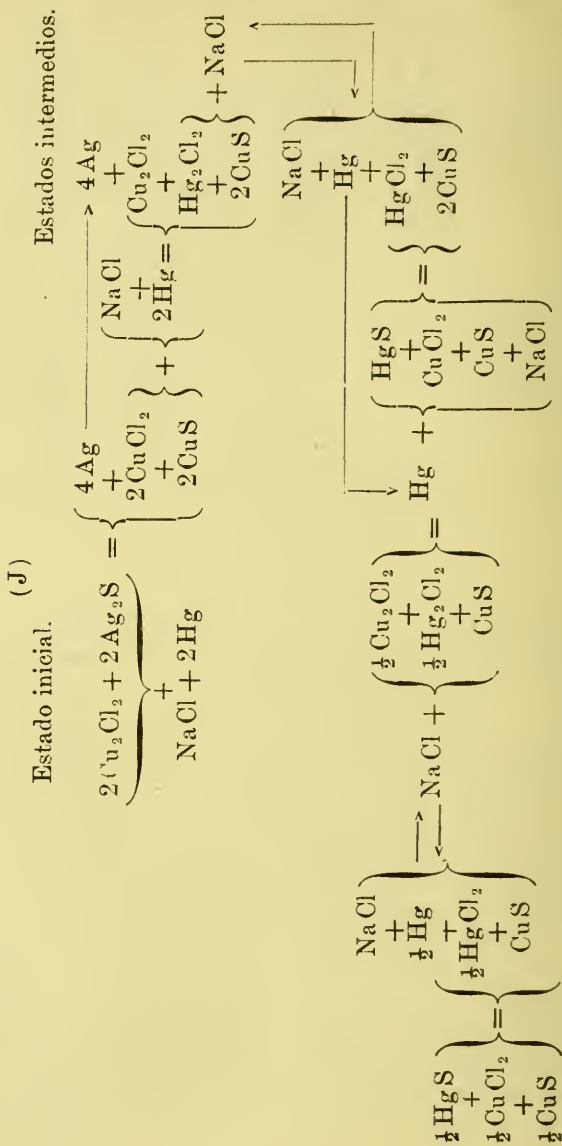 (J)
Estado inicial.
Estados intermedios.
2Cu₂Cl₂ + 2Ag₂S
+
NaCl + 2Hg
=
4Ag
+
2CuCl₂
+
2CuS
+
NaCl
+
2Hg
=
4Ag
+
Cu₂Cl₂
+
Hg₂Cl₂
+
2CuS
+ NaCl
NaCl
+
Hg
+
HgCl₂
+
2CuS
=
HgS
+
CuCl₂
+
CuS
+
NaCl
+
Hg
=
½Cu₂Cl₂
+
½Hg₂Cl₂
+
CuS
NaCl +
NaCl
+
½Hg
+
½HgCl₂
+
CuS
=
½HgS
+
½CuCl₂
+
½CuS